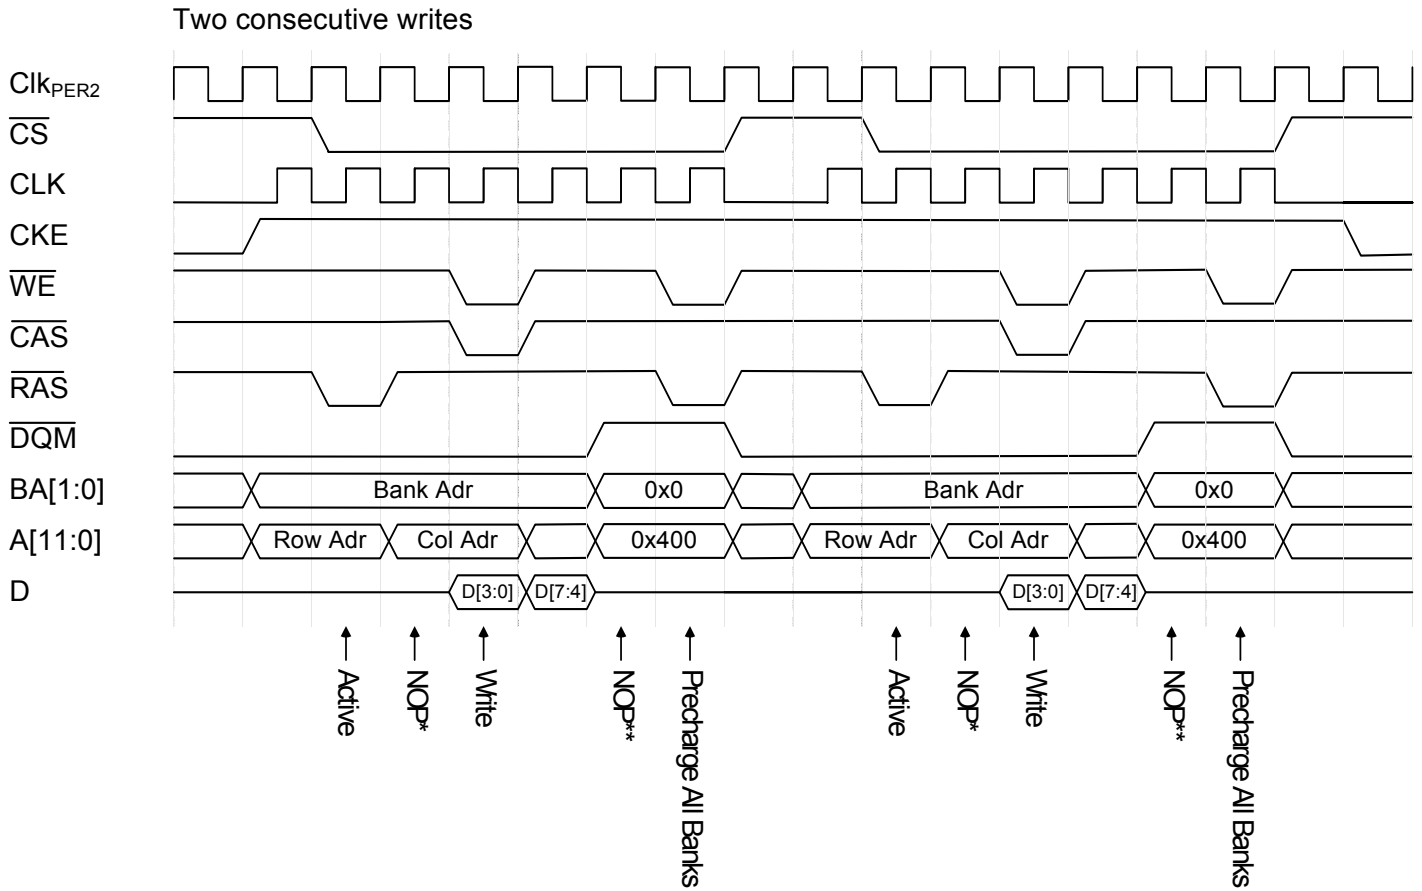 Two consecutive writes
ClkPER2
CS
CLK
CKE
WE
CAS
RAS
DQM
BA[1:0] Bank Adr 0x0 Bank Adr 0x0
A[11:0] Row Adr Col Adr 0x400 Row Adr Col Adr 0x400
D D[3:0] D[7:4] D[3:0] D[7:4]
Active
NOP*
Write
NOP**
Precharge All Banks
Active
NOP*
Write
NOP**
Precharge All Banks